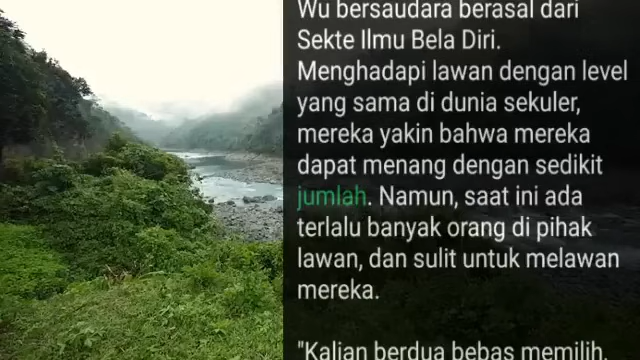 Wu bersaudara berasal dari
Sekte Ilmu Bela Diri.
Menghadapi lawan dengan level
yang sama di dunia sekuler,
mereka yakin bahwa mereka
dapat menang dengan sedikit
jumlah. Namun, saat ini ada
terlalu banyak orang di pihak
lawan, dan sulit untuk melawan
mereka.
"Kalian berdua bebas memilih.